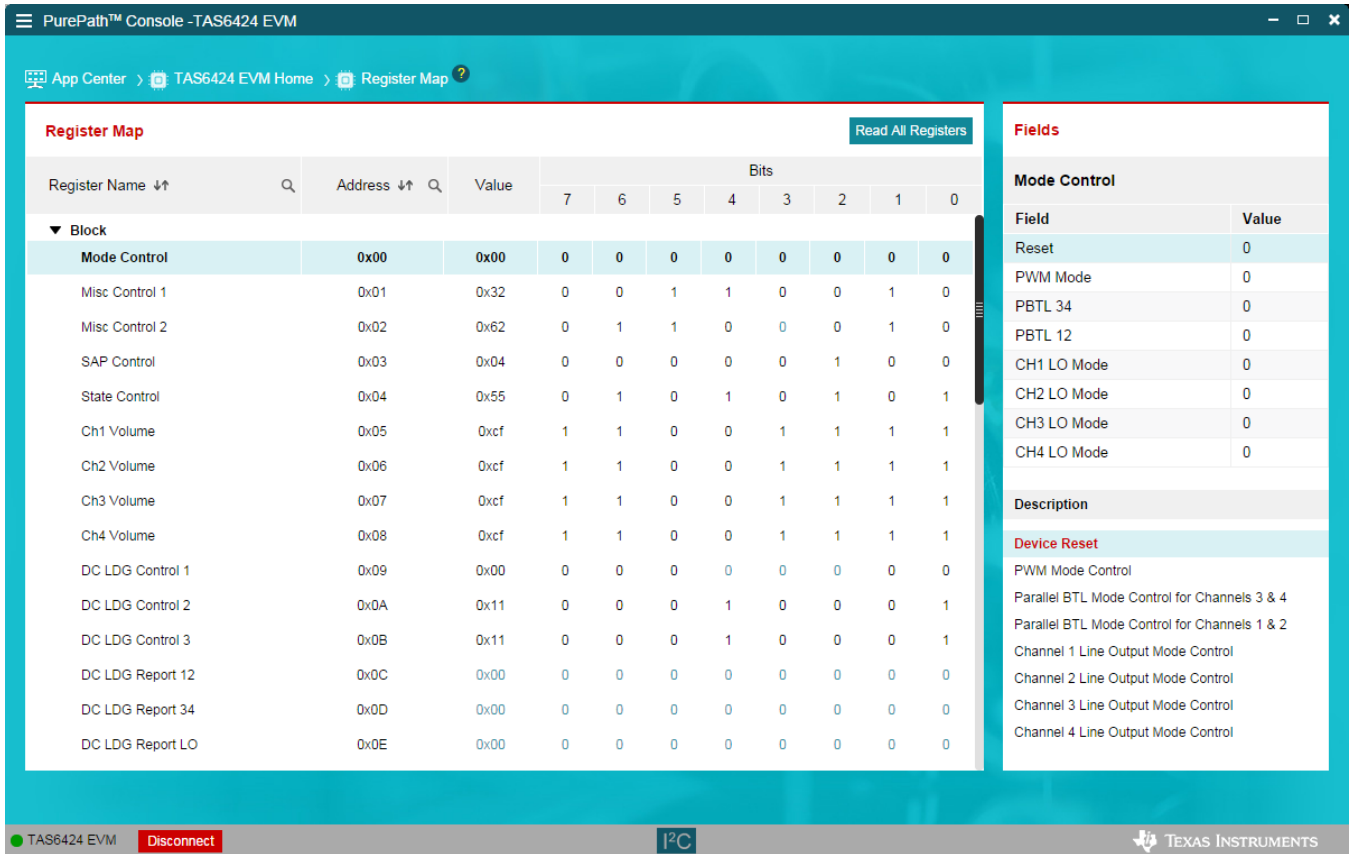 PurePath™ Console -TAS6424 EVM
App Center > TAS6424 EVM Home > Register Map ?
Register Map
Read All Registers
Register Name Address Value Bits
7 6 5 4 3 2 1 0
Block
Mode Control 0x00 0x00 0 0 0 0 0 0 0 0
Misc Control 1 0x01 0x32 0 0 1 1 0 0 1 0
Misc Control 2 0x02 0x62 0 1 1 0 0 0 1 0
SAP Control 0x03 0x04 0 0 0 0 0 1 0 0
State Control 0x04 0x55 0 1 0 1 0 1 0 1
Ch1 Volume 0x05 0xcf 1 1 0 0 1 1 1 1
Ch2 Volume 0x06 0xcf 1 1 0 0 1 1 1 1
Ch3 Volume 0x07 0xcf 1 1 0 0 1 1 1 1
Ch4 Volume 0x08 0xcf 1 1 0 0 1 1 1 1
DC LDG Control 1 0x09 0x00 0 0 0 0 0 0 0 0
DC LDG Control 2 0x0A 0x11 0 0 0 1 0 0 0 1
DC LDG Control 3 0x0B 0x11 0 0 0 1 0 0 0 1
DC LDG Report 12 0x0C 0x00 0 0 0 0 0 0 0 0
DC LDG Report 34 0x0D 0x00 0 0 0 0 0 0 0 0
DC LDG Report LO 0x0E 0x00 0 0 0 0 0 0 0 0
Fields
Mode Control
Field Value
Reset 0
PWM Mode 0
PBTL 34 0
PBTL 12 0
CH1 LO Mode 0
CH2 LO Mode 0
CH3 LO Mode 0
CH4 LO Mode 0
Description
Device Reset
PWM Mode Control
Parallel BTL Mode Control for Channels 3 & 4
Parallel BTL Mode Control for Channels 1 & 2
Channel 1 Line Output Mode Control
Channel 2 Line Output Mode Control
Channel 3 Line Output Mode Control
Channel 4 Line Output Mode Control
TAS6424 EVM Disconnect I²C TEXAS INSTRUMENTS